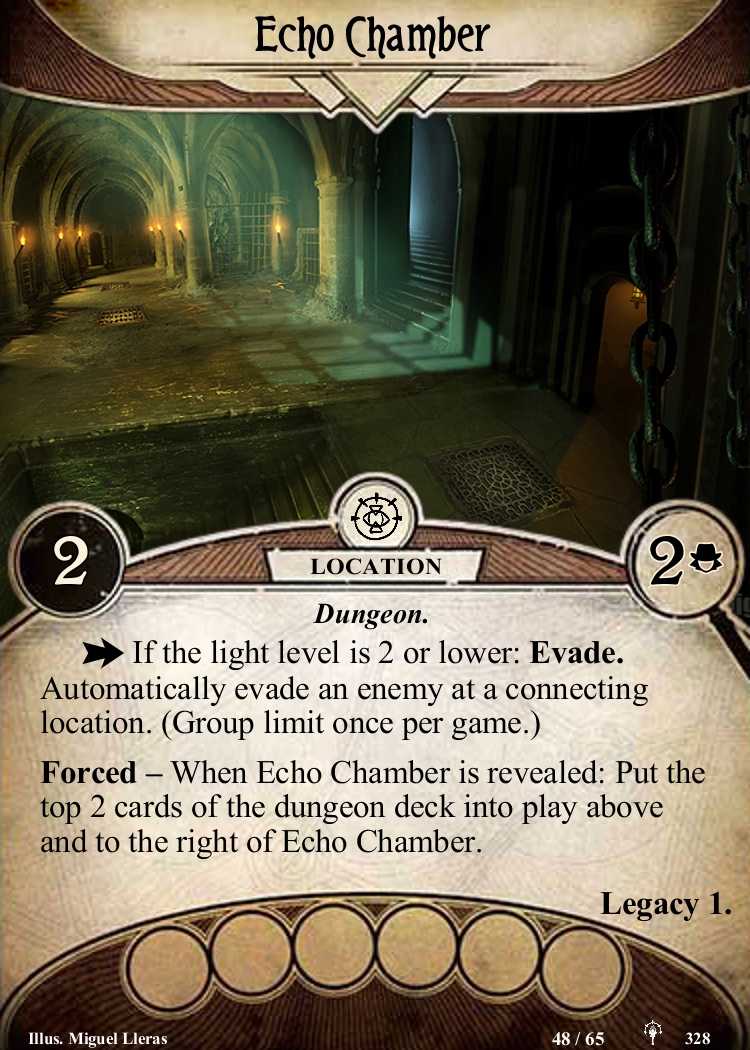 Echo Chamber
2
LOCATION
2
Dungeon.
If the light level is 2 or lower: Evade.
Automatically evade an enemy at a connecting
location. (Group limit once per game.)
Forced – When Echo Chamber is revealed: Put the
top 2 cards of the dungeon deck into play above
and to the right of Echo Chamber.
Legacy 1.
Illus. Miguel Lleras
48 / 65
328